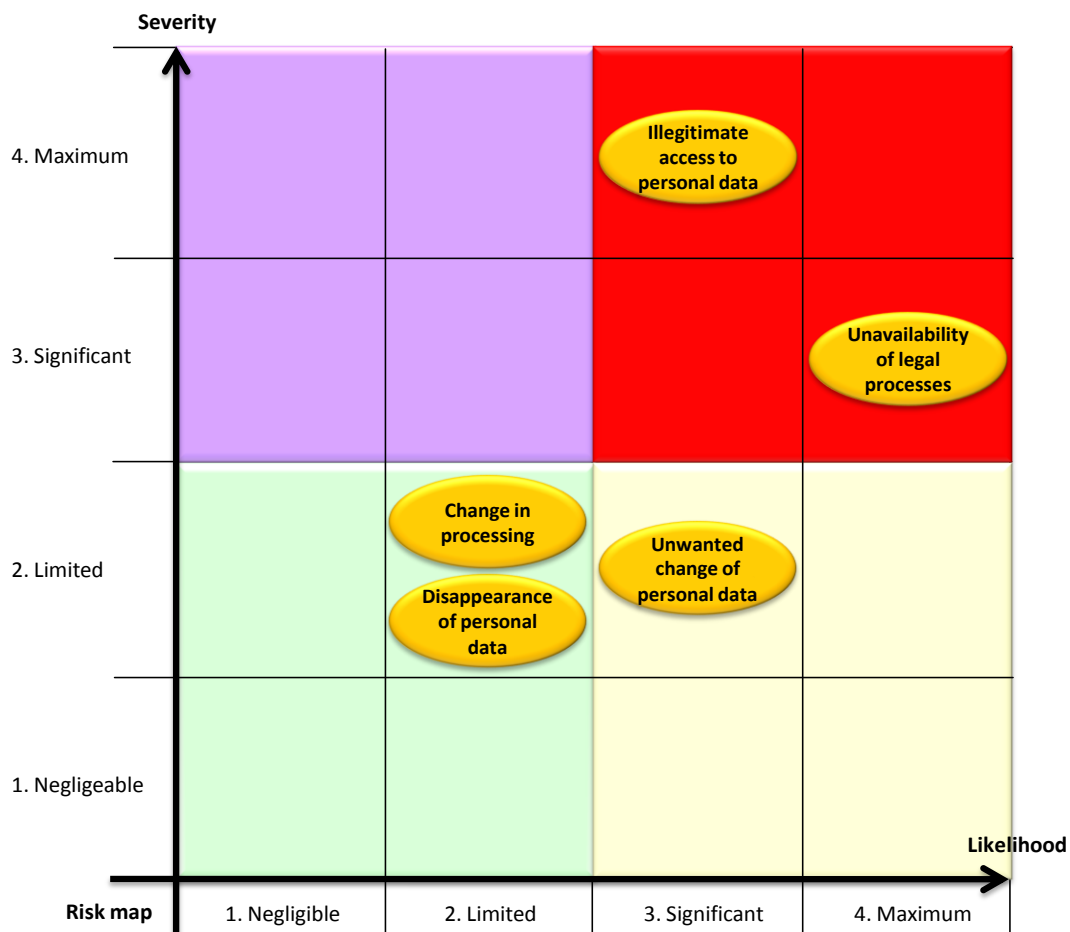 Severity
4. Maximum
Illegitimate
access to
personal data
3. Significant
Unavailability
of legal
processes
2. Limited
Change in
processing
Disappearance
of personal
data
Unwanted
change of
personal data
1. Negligeable
Likelihood
Risk map
1. Negligible
2. Limited
3. Significant
4. Maximum